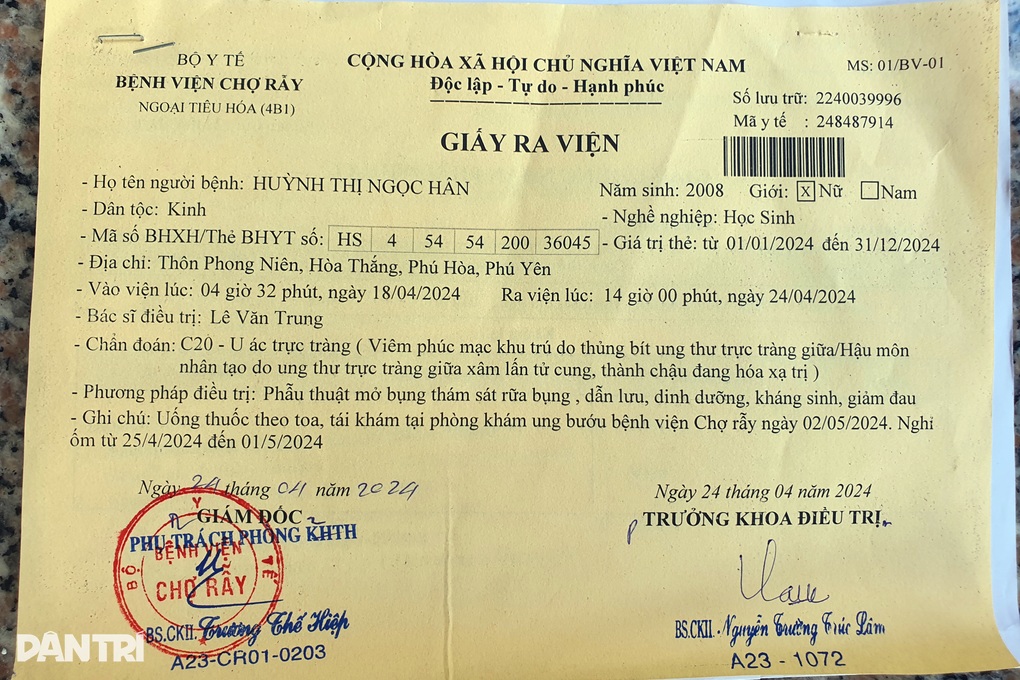 BỘ Y TẾ
BỆNH VIỆN CHỢ RẪY
NGOẠI TIÊU HÓA (4B1)
CỘNG HÒA XÃ HỘI CHỦ NGHĨA VIỆT NAM
Độc lập - Tự do - Hạnh phúc
MS: 01/BV-01
Số lưu trữ: 2240039996
Mã y tế : 248487914
GIẤY RA VIỆN
- Họ tên người bệnh: HUỲNH THỊ NGỌC HÂN Năm sinh: 2008 Giới: X Nữ Nam
- Dân tộc: Kinh - Nghề nghiệp: Học Sinh
- Mã số BHXH/Thẻ BHYT số: HS 4 54 54 200 36045 - Giá trị thẻ: từ 01/01/2024 đến 31/12/2024
- Địa chỉ: Thôn Phong Niên, Hòa Thắng, Phú Hòa, Phú Yên
- Vào viện lúc: 04 giờ 32 phút, ngày 18/04/2024 Ra viện lúc: 14 giờ 00 phút, ngày 24/04/2024
- Bác sĩ điều trị: Lê Văn Trung
- Chẩn đoán: C20 - U ác trực tràng ( Viêm phúc mạc khu trú do thủng bít ung thư trực tràng giữa/Hậu môn
nhân tạo do ung thư trực tràng giữa xâm lấn tử cung, thành chậu đang hóa xạ trị )
- Phương pháp điều trị: Phẫu thuật mở bụng thám sát rữa bụng , dẫn lưu, dinh dưỡng, kháng sinh, giảm đau
- Ghi chú: Uống thuốc theo toa, tái khám tại phòng khám ung bướu bệnh viện Chợ rẫy ngày 02/05/2024. Nghỉ
ốm từ 25/4/2024 đến 01/5/2024
Ngày 24 tháng 04 năm 2024
GIÁM ĐỐC
PHỤ TRÁCH PHÒNG KHTH
BỘ Y TẾ
BỆNH VIỆN
CHỢ RẪY
BS.CKII. Trương Thế Hiệp
A23-CR01-0203
Ngày 24 tháng 04 năm 2024
TRƯỞNG KHOA ĐIỀU TRỊ
BS.CKII. Nguyễn Trường Trúc Lâm
A23 - 1072
DÂN TRÍ